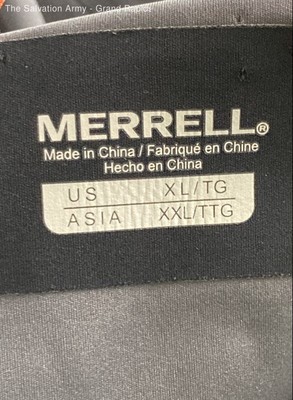 The Salvation Army - Grand Rapids
MERRELL®
Made in China / Fabriqué en Chine
Hecho en China
US XL/TG
ASIA XXL/TTG